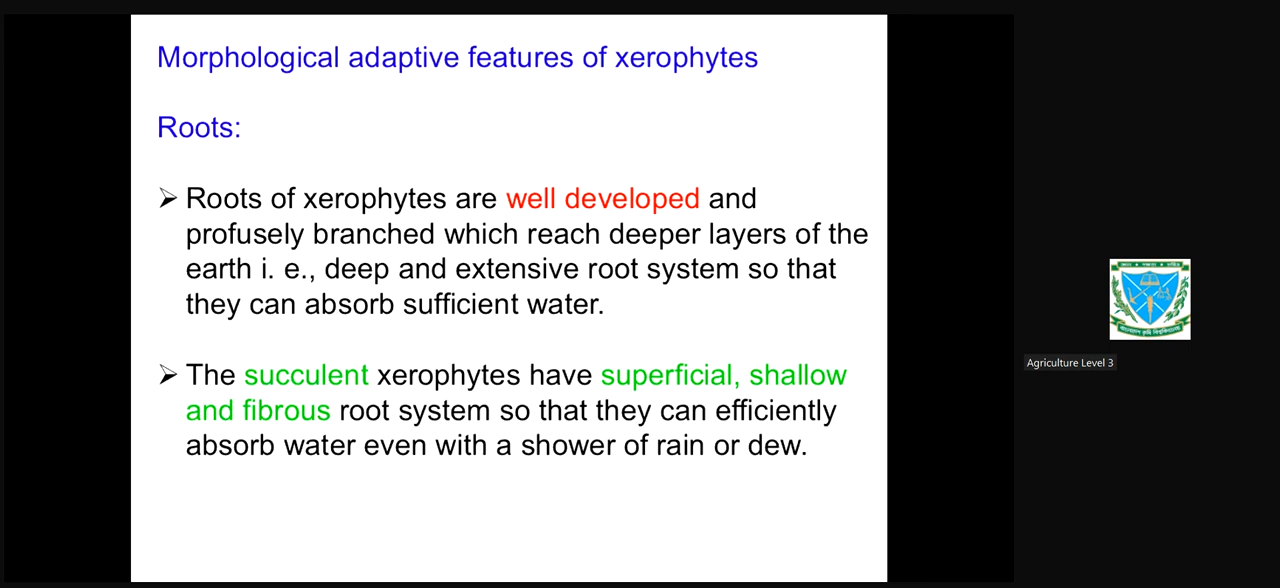 Morphological adaptive features of xerophytes
Roots:
➢ Roots of xerophytes are well developed and
profusely branched which reach deeper layers of the
earth i. e., deep and extensive root system so that
they can absorb sufficient water.
➢ The succulent xerophytes have superficial, shallow
and fibrous root system so that they can efficiently
absorb water even with a shower of rain or dew.
Agriculture Level 3